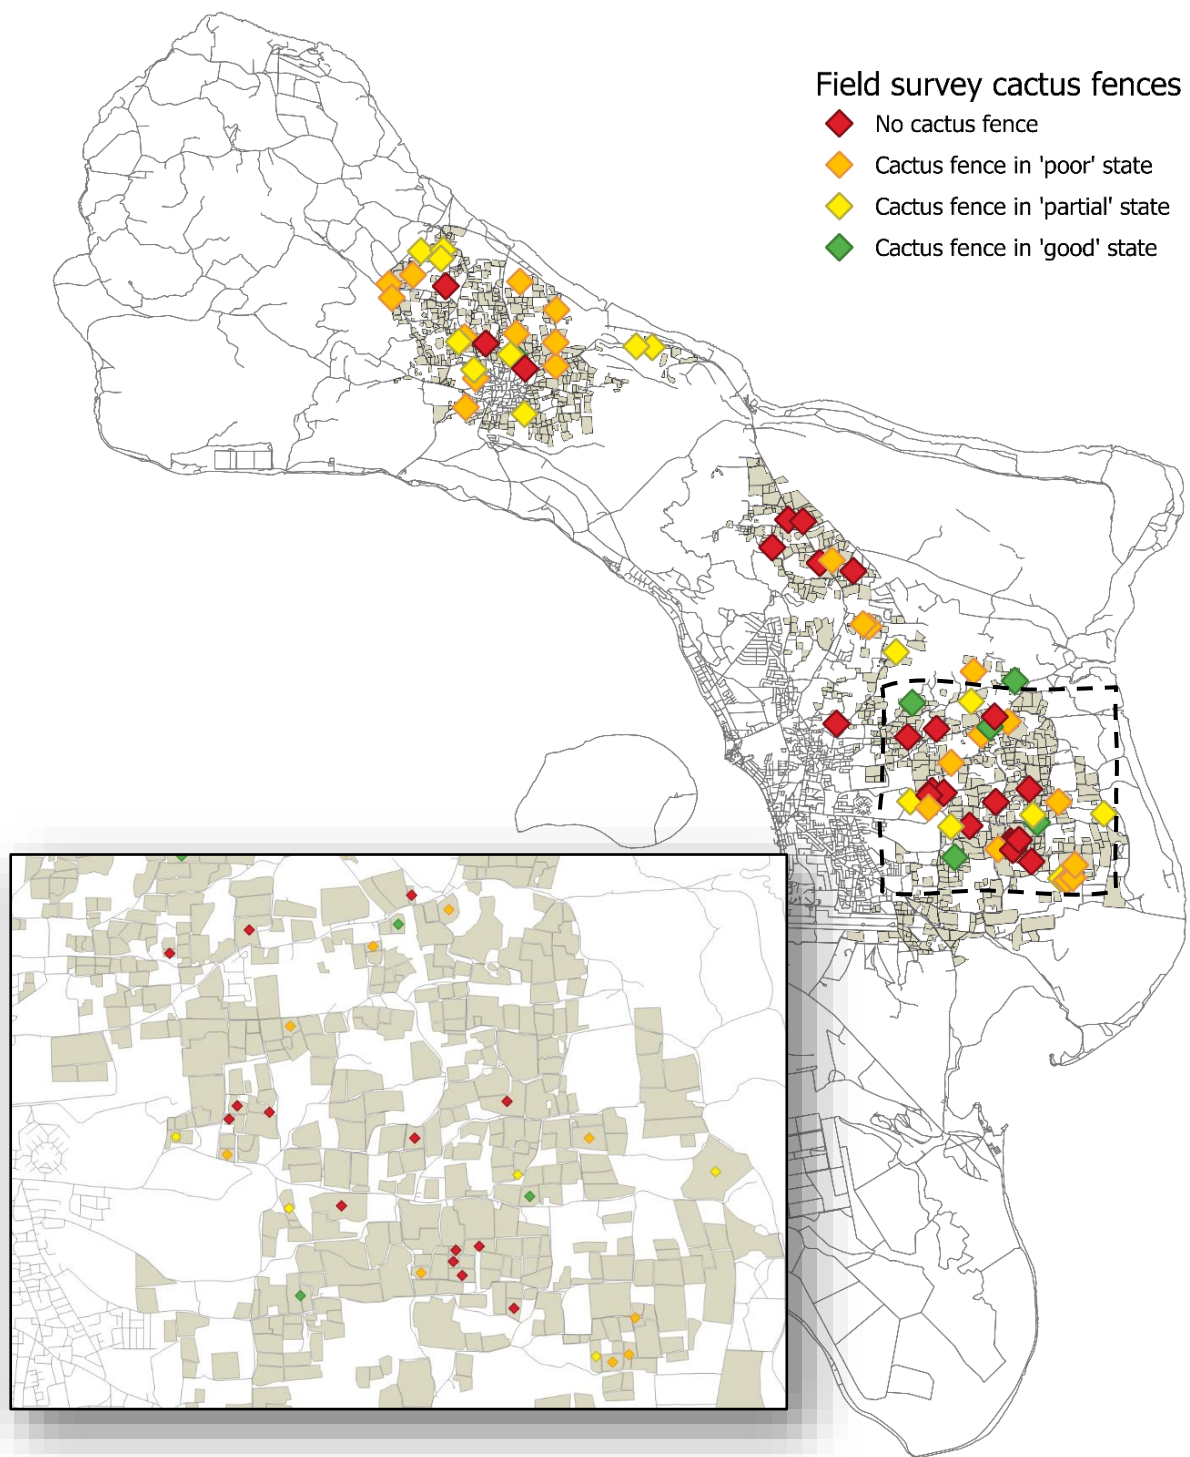 Field survey cactus fences
No cactus fence
Cactus fence in 'poor' state
Cactus fence in 'partial' state
Cactus fence in 'good' state